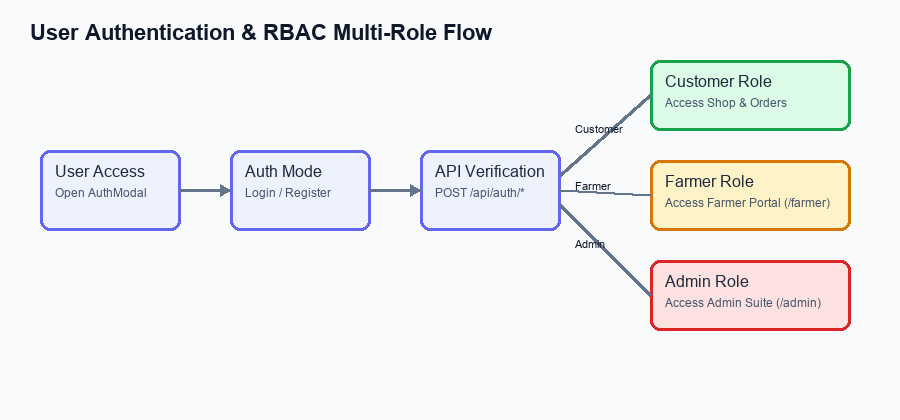 User Authentication & RBAC Multi-Role Flow
User Access
Open AuthModal
Auth Mode
Login / Register
API Verification
POST /api/auth/*
Customer
Farmer
Admin
Customer Role
Access Shop & Orders
Farmer Role
Access Farmer Portal (/farmer)
Admin Role
Access Admin Suite (/admin)